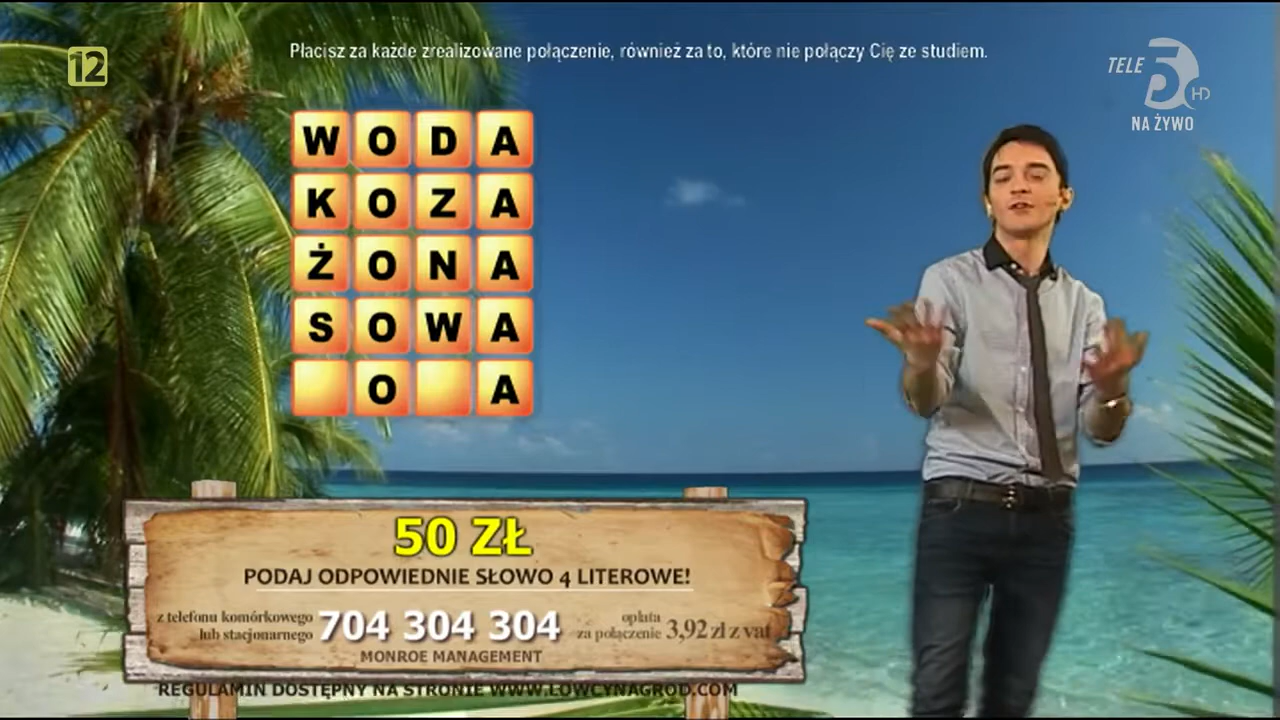 Płacisz za każde zrealizowane połączenie, również za to, które nie połączy Cię ze studiem.
12
TELE 5 HD
NA ŻYWO
W O D A
K O Z A
Ż O N A
S O W A
O A
50 ZŁ
PODAJ ODPOWIEDNIE SŁOWO 4 LITEROWE!
z telefonu komórkowego
lub stacjonarnego
704 304 304
opłata
za połączenie
3,92 zł z vat
MONROE MANAGEMENT
REGULAMIN DOSTĘPNY NA STRONIE WWW.LOWCYNAGROD.COM